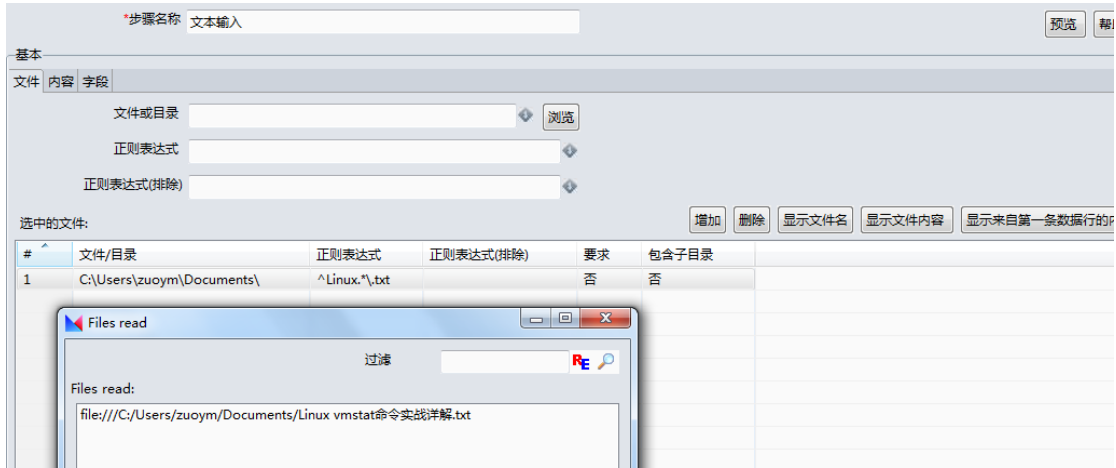 *步骤名称 文本输入 预览 帮
基本
文件 内容 字段
文件或目录 浏览
正则表达式
正则表达式(排除)
选中的文件: 增加 删除 显示文件名 显示文件内容 显示来自第一条数据行的
# 文件/目录 正则表达式 正则表达式(排除) 要求 包含子目录
1 C:\Users\zuoym\Documents\ ^Linux.*\.txt 否 否
Files read
过滤 RE
Files read:
file:///C:/Users/zuoym/Documents/Linux vmstat命令实战详解.txt